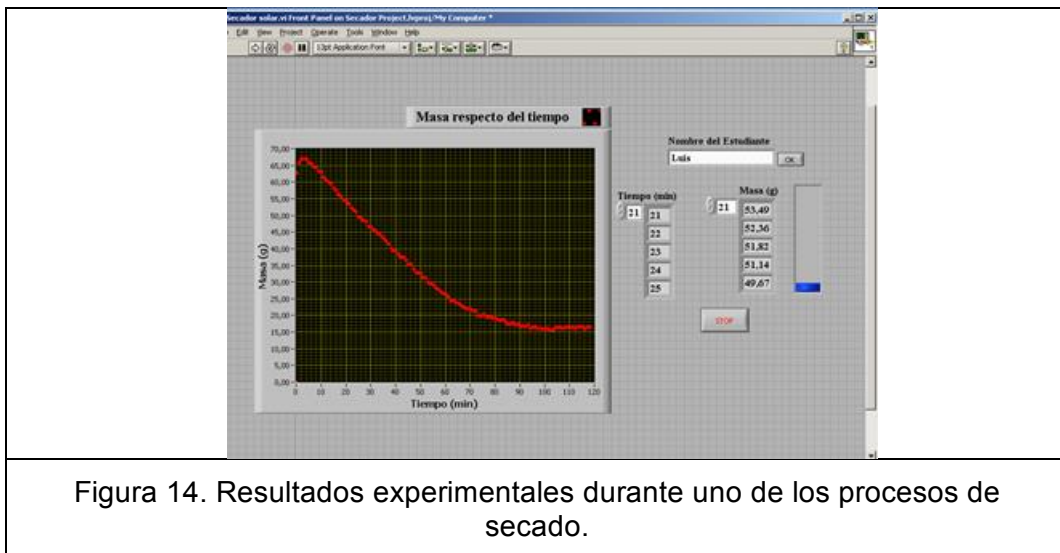 Secador solar.vi Front Panel on Secador Project.lvproj/My Computer *
Edit View Project Operate Tools Window Help
13pt Application Font
Masa respecto del tiempo
Nombre del Estudiante
Luis
OK
Tiempo (min)
21
21
22
23
24
25
Masa (g)
21
53,49
52,36
51,82
51,14
49,67
STOP
Masa (g)
70,00
65,00
60,00
55,00
50,00
45,00
40,00
35,00
30,00
25,00
20,00
15,00
10,00
5,00
0,00
0 10 20 30 40 50 60 70 80 90 100 110 120
Tiempo (min)
Figura 14. Resultados experimentales durante uno de los procesos de
secado.